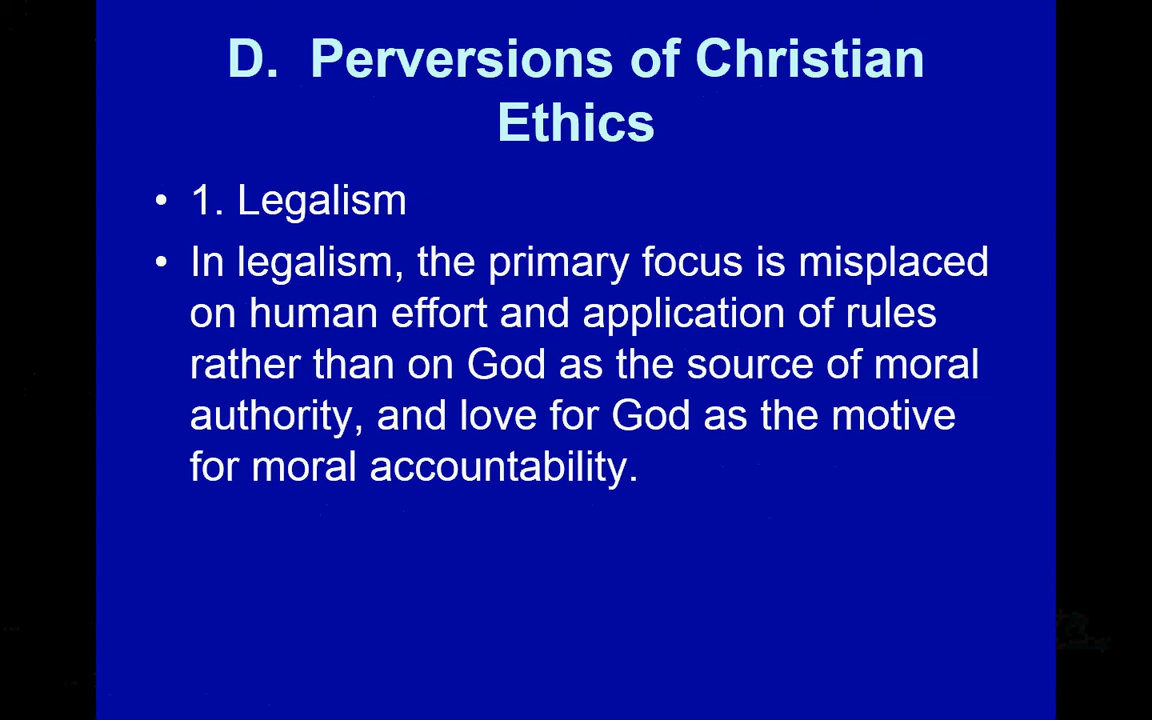 D. Perversions of Christian
Ethics
• 1. Legalism
• In legalism, the primary focus is misplaced
on human effort and application of rules
rather than on God as the source of moral
authority, and love for God as the motive
for moral accountability.